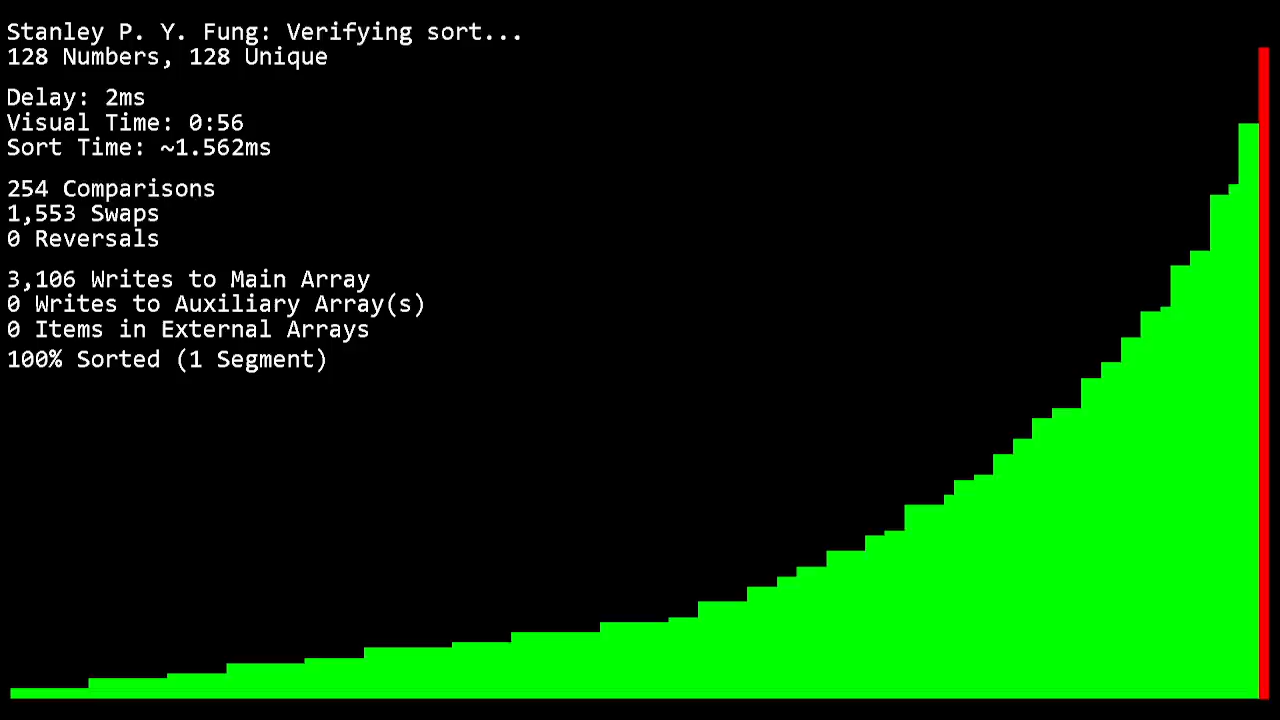 Stanley P. Y. Fung: Verifying sort...
128 Numbers, 128 Unique
Delay: 2ms
Visual Time: 0:56
Sort Time: ~1.562ms
254 Comparisons
1,553 Swaps
0 Reversals
3,106 Writes to Main Array
0 Writes to Auxiliary Array(s)
0 Items in External Arrays
100% Sorted (1 Segment)